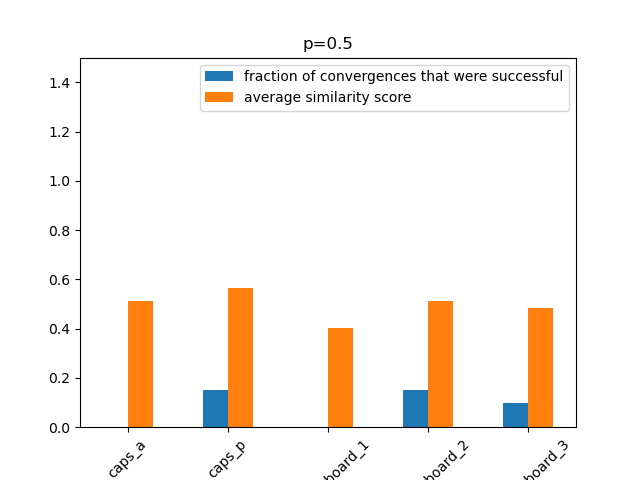 p=0.5
fraction of convergences that were successful
average similarity score
1.4
1.2
1.0
0.8
0.6
0.4
0.2
0.0
caps_a
caps_p
board_1
board_2
board_3